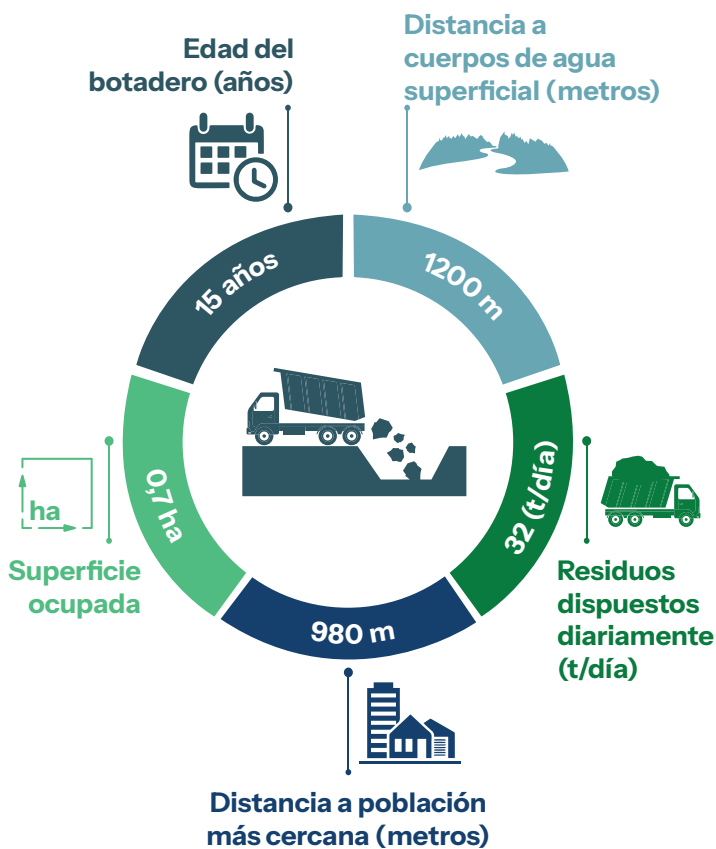 Edad del
botadero (años)
Distancia a
cuerpos de agua
superficial (metros)
15 años
1200 m
0,7 ha
32 (t/día)
980 m
ha
Superficie
ocupada
Residuos
dispuestos
diariamente
(t/día)
Distancia a población
más cercana (metros)